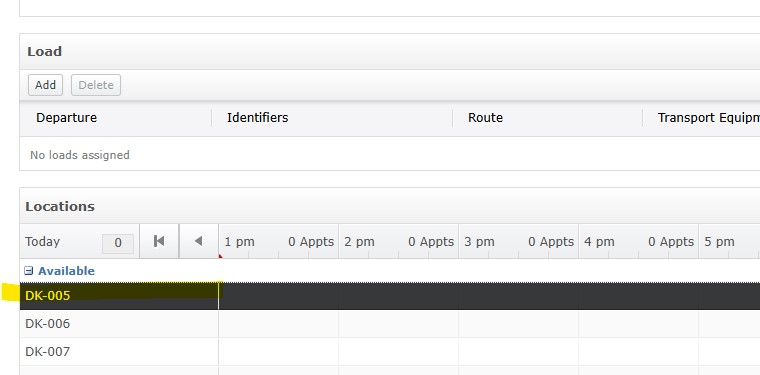 Load
Add Delete
Departure Identifiers Route Transport
No loads assigned
Locations
Today 0 1 pm 0 Appts 2 pm 0 Appts 3 pm 0 Appts 4 pm 0 Appts 5 pm
Available
DK-005
DK-006
DK-007